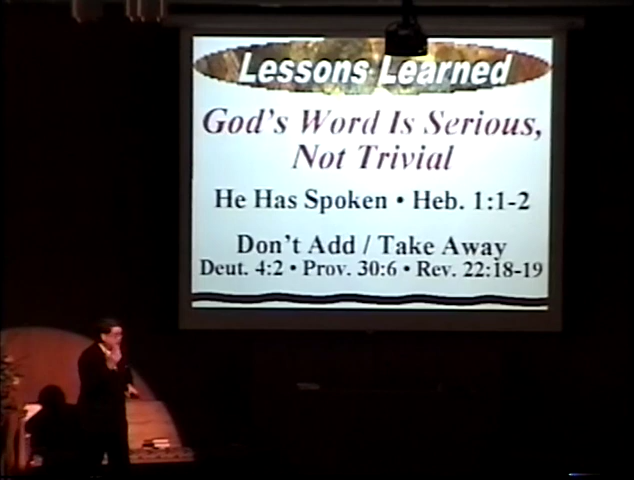 Lessons Learned
God's Word Is Serious,
Not Trivial
He Has Spoken • Heb. 1:1-2
Don't Add / Take Away
Deut. 4:2 • Prov. 30:6 • Rev. 22:18-19